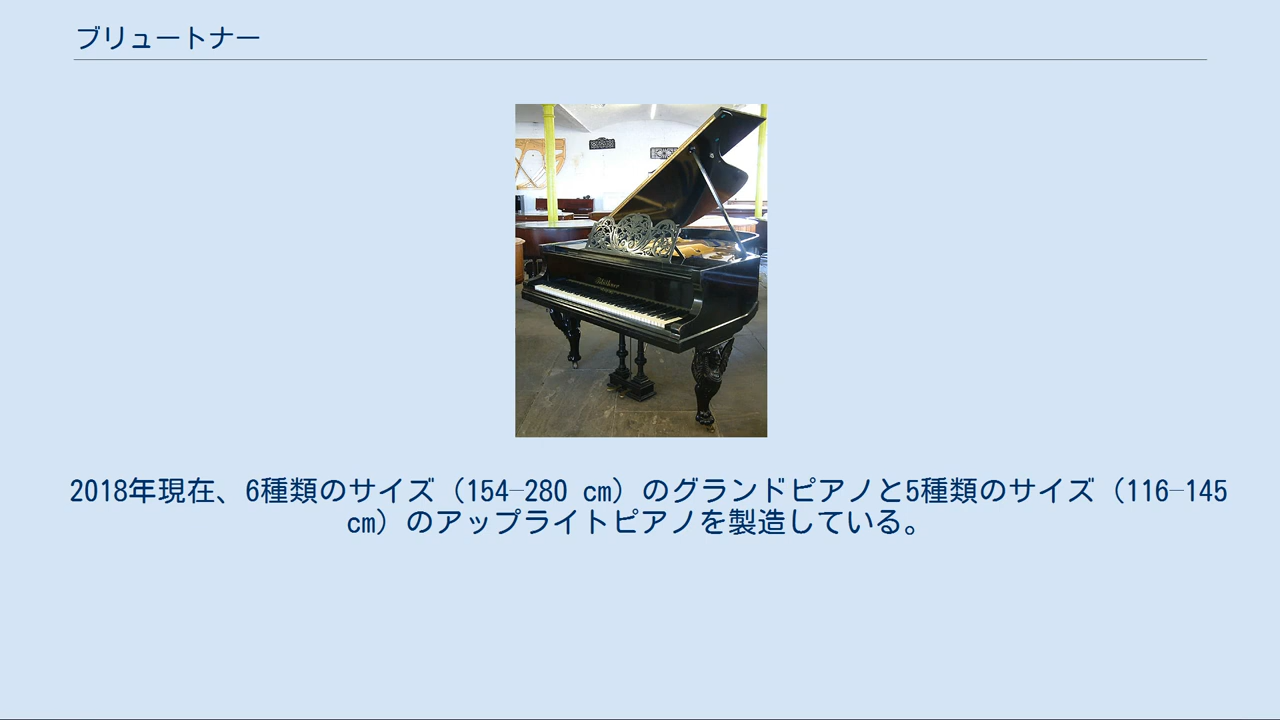 ブリュートナー
Blüthner
2018年現在、6種類のサイズ（154–280 cm）のグランドピアノと5種類のサイズ（116–145
cm）のアップライトピアノを製造している。